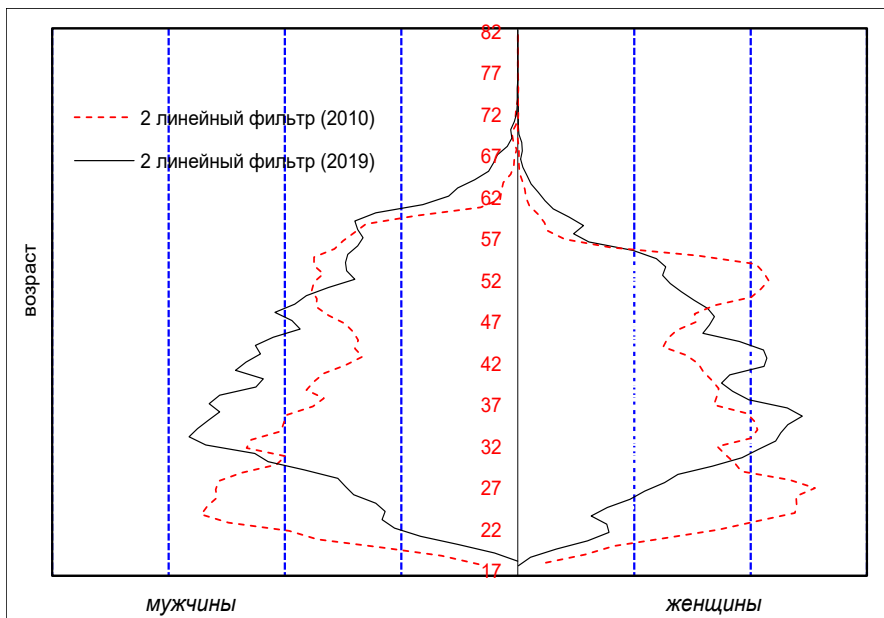 82
77
72
2 линейный фильтр (2010)
2 линейный фильтр (2019)
67
62
57
52
47
42
37
32
27
22
17
возраст
мужчины
женщины